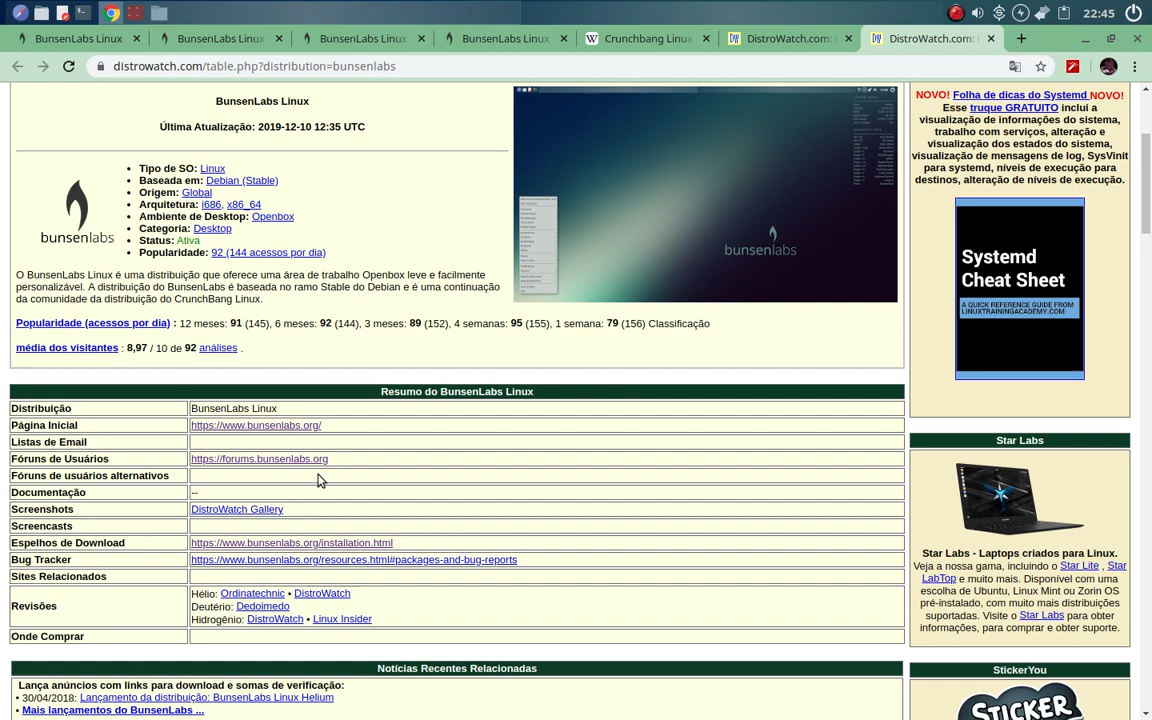 22:45
BunsenLabs Linux
BunsenLabs Linux
BunsenLabs Linux
BunsenLabs Linux
Crunchbang Linux
DistroWatch.com:
DistroWatch.com:
distrowatch.com/table.php?distribution=bunsenlabs
BunsenLabs Linux
Última Atualização: 2019-12-10 12:35 UTC
bunsenlabs
• Tipo de SO: Linux
• Baseada em: Debian (Stable)
• Origem: Global
• Arquitetura: i686, x86_64
• Ambiente de Desktop: Openbox
• Categoria: Desktop
• Status: Ativa
• Popularidade: 92 (144 acessos por dia)
O BunsenLabs Linux é uma distribuição que oferece uma área de trabalho Openbox leve e facilmente
personalizável. A distribuição do BunsenLabs é baseada no ramo Stable do Debian e é uma continuação
da comunidade da distribuição do CrunchBang Linux.
bunsenlabs
Popularidade (acessos por dia) : 12 meses: 91 (145), 6 meses: 92 (144), 3 meses: 89 (152), 4 semanas: 95 (155), 1 semana: 79 (156) Classificação
média dos visitantes : 8,97 / 10 de 92 análises .
Resumo do BunsenLabs Linux
Distribuição BunsenLabs Linux
Página Inicial https://www.bunsenlabs.org/
Listas de Email
Fóruns de Usuários https://forums.bunsenlabs.org
Fóruns de usuários alternativos
Documentação --
Screenshots DistroWatch Gallery
Screencasts
Espelhos de Download https://www.bunsenlabs.org/installation.html
Bug Tracker https://www.bunsenlabs.org/resources.html#packages-and-bug-reports
Sites Relacionados
Revisões
Hélio: Ordinatechnic • DistroWatch
Deutério: Dedoimedo
Hidrogênio: DistroWatch • Linux Insider
Onde Comprar
Notícias Recentes Relacionadas
Lança anúncios com links para download e somas de verificação:
• 30/04/2018: Lançamento da distribuição: BunsenLabs Linux Helium
• Mais lançamentos do BunsenLabs ...
NOVO! Folha de dicas do Systemd NOVO!
Esse truque GRATUITO inclui a
visualização de informações do sistema,
trabalho com serviços, alteração e
visualização dos estados do sistema,
visualização de mensagens de log, SysVinit
para systemd, níveis de execução para
destinos, alteração de níveis de execução.
Systemd
Cheat Sheet
A QUICK REFERENCE GUIDE FROM
LINUXTRAININGACADEMY.COM
Star Labs
Star Labs - Laptops criados para Linux.
Veja a nossa gama, incluindo o Star Lite , Star
LabTop e muito mais. Disponível com uma
escolha de Ubuntu, Linux Mint ou Zorin OS
pré-instalado, com muito mais distribuições
suportadas. Visite o Star Labs para obter
informações, para comprar e obter suporte.
StickerYou
STICKER